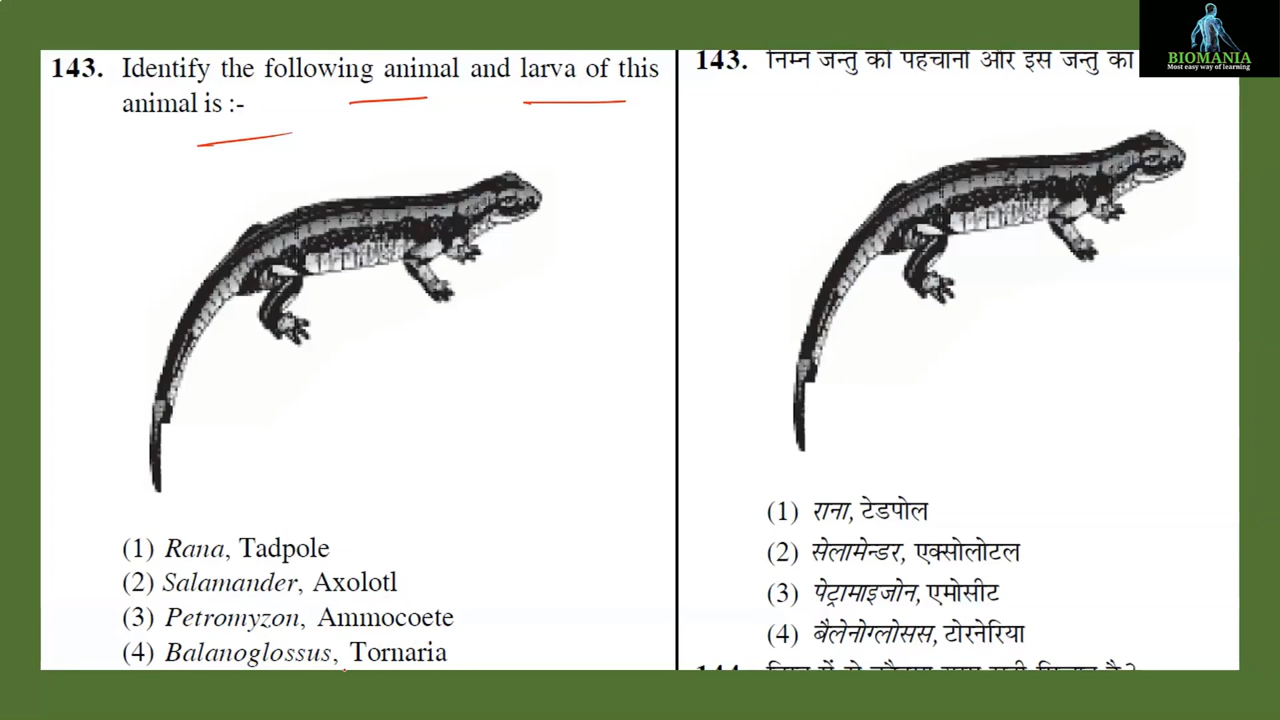 143. Identify the following animal and larva of this
animal is :-
(1) Rana, Tadpole
(2) Salamander, Axolotl
(3) Petromyzon, Ammocoete
(4) Balanoglossus, Tornaria
143. निम्न जन्तु को पहचानो और इस जन्तु का
(1) राना, टेडपोल
(2) सेलामेन्डर, एक्सोलोटल
(3) पेट्रामाइजोन, एमोसीट
(4) बैलेनोग्लोसस, टोरनेरिया
BIOMANIA
Most easy way of learning